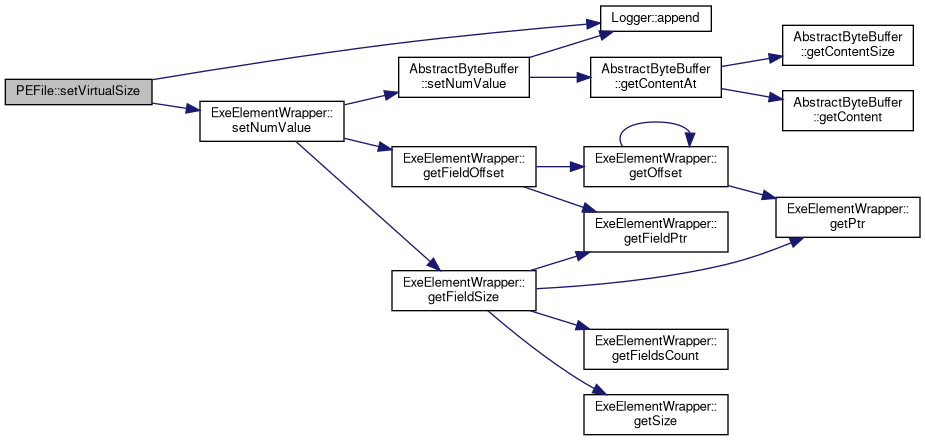 PEFile::setVirtualSize
Logger::append
ExeElementWrapper::
setNumValue
AbstractByteBuffer
::setNumValue
AbstractByteBuffer
::getContentAt
AbstractByteBuffer
::getContentSize
AbstractByteBuffer
::getContent
ExeElementWrapper::
getFieldOffset
ExeElementWrapper::
getOffset
ExeElementWrapper::
getPtr
ExeElementWrapper::
getFieldPtr
ExeElementWrapper::
getFieldSize
ExeElementWrapper::
getFieldsCount
ExeElementWrapper::
getSize